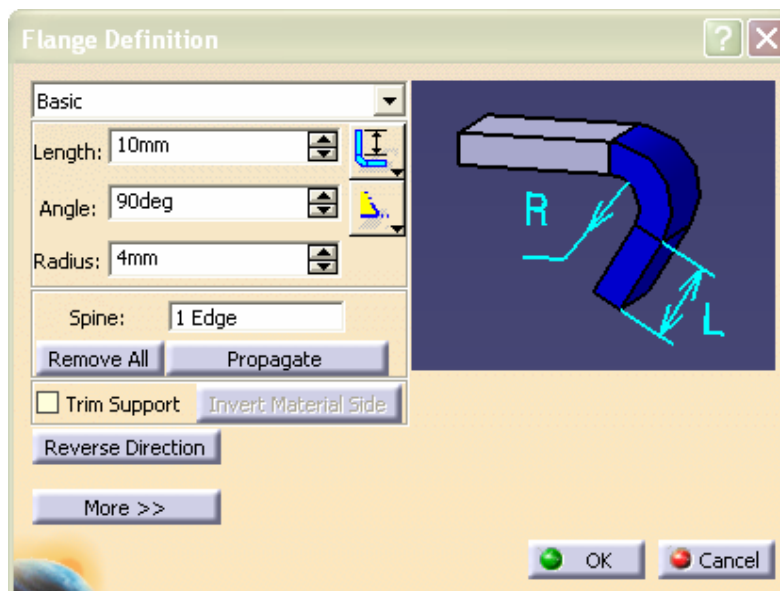 Flange Definition
Basic
Length: 10mm
Angle: 90deg
Radius: 4mm
R
L
Spine: 1 Edge
Remove All Propagate
Trim Support Invert Material Side
Reverse Direction
More >>
OK Cancel